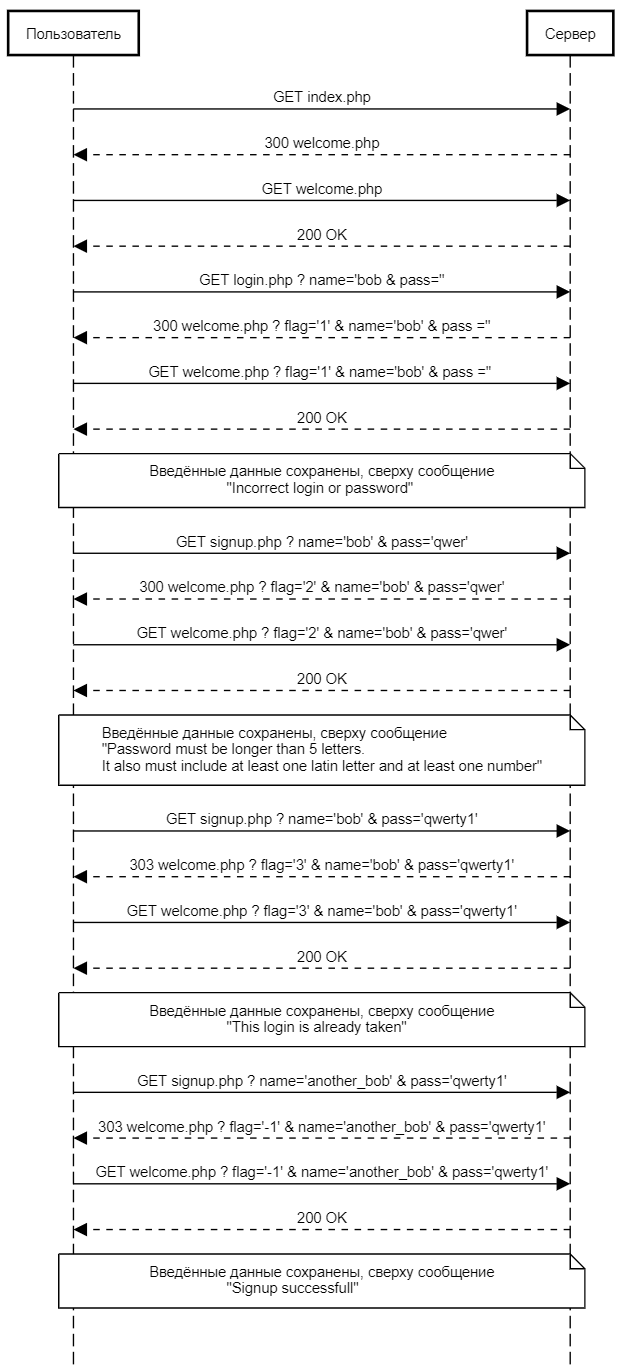 Пользователь
Сервер
GET index.php
300 welcome.php
GET welcome.php
200 OK
GET login.php ? name='bob & pass=''
300 welcome.php ? flag='1' & name='bob' & pass =''
GET welcome.php ? flag='1' & name='bob' & pass =''
200 OK
Введённые данные сохранены, сверху сообщение
"Incorrect login or password"
GET signup.php ? name='bob' & pass='qwer'
300 welcome.php ? flag='2' & name='bob' & pass='qwer'
GET welcome.php ? flag='2' & name='bob' & pass='qwer'
200 OK
Введённые данные сохранены, сверху сообщение
"Password must be longer than 5 letters.
It also must include at least one latin letter and at least one number"
GET signup.php ? name='bob' & pass='qwerty1'
303 welcome.php ? flag='3' & name='bob' & pass='qwerty1'
GET welcome.php ? flag='3' & name='bob' & pass='qwerty1'
200 OK
Введённые данные сохранены, сверху сообщение
"This login is already taken"
GET signup.php ? name='another_bob' & pass='qwerty1'
303 welcome.php ? flag='-1' & name='another_bob' & pass='qwerty1'
GET welcome.php ? flag='-1' & name='another_bob' & pass='qwerty1'
200 OK
Введённые данные сохранены, сверху сообщение
"Signup successfull"